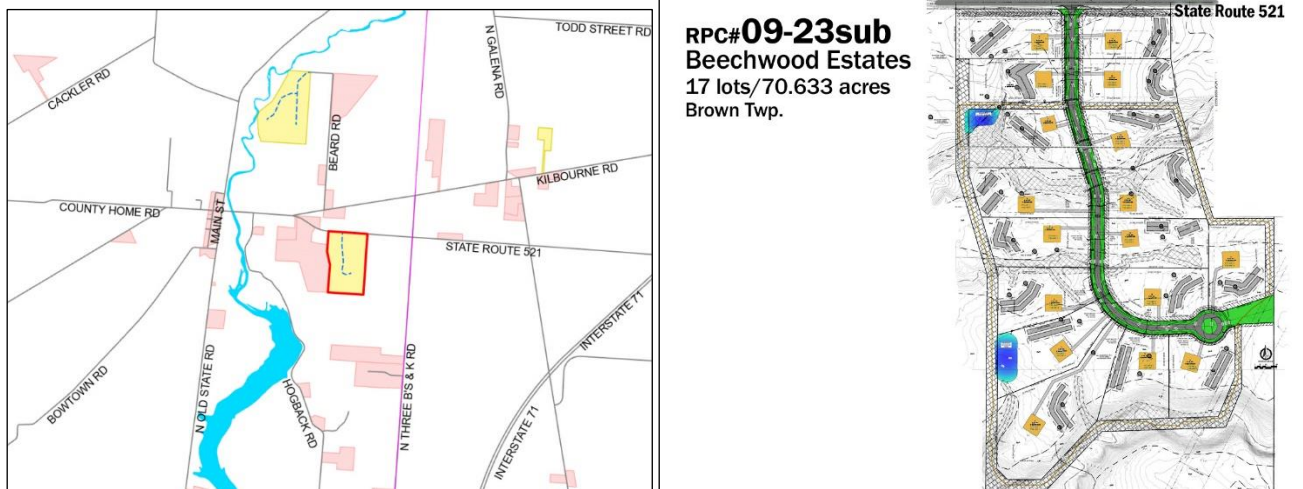 TODD STREET RD
N GALENA RD
CACKLER RD
BEARD RD
KILBOURNE RD
COUNTY HOME RD
MAIN ST
STATE ROUTE 521
INTERSTATE 71
N OLD STATE RD
HOGBACK RD
N THREE B'S & K RD
BOWTOWN RD
INTERSTATE 71
RPC#09-23sub
Beechwood Estates
17 lots/70.633 acres
Brown Twp.
State Route 521